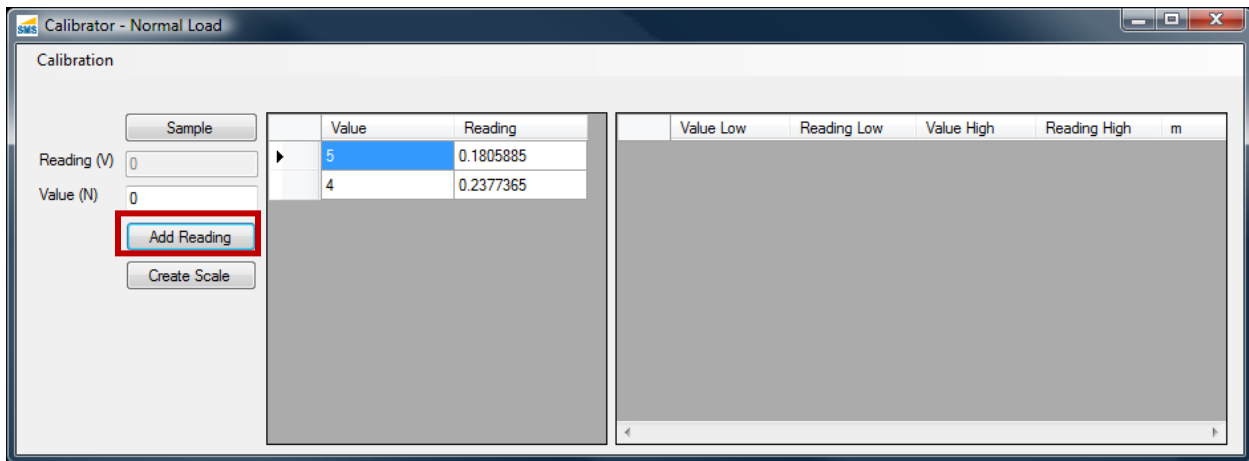 SMS Calibrator - Normal Load
Calibration
Sample
Reading (V) 0
Value (N) 0
Add Reading
Create Scale
Value Reading
5 0.1805885
4 0.2377365
Value Low Reading Low Value High Reading High m